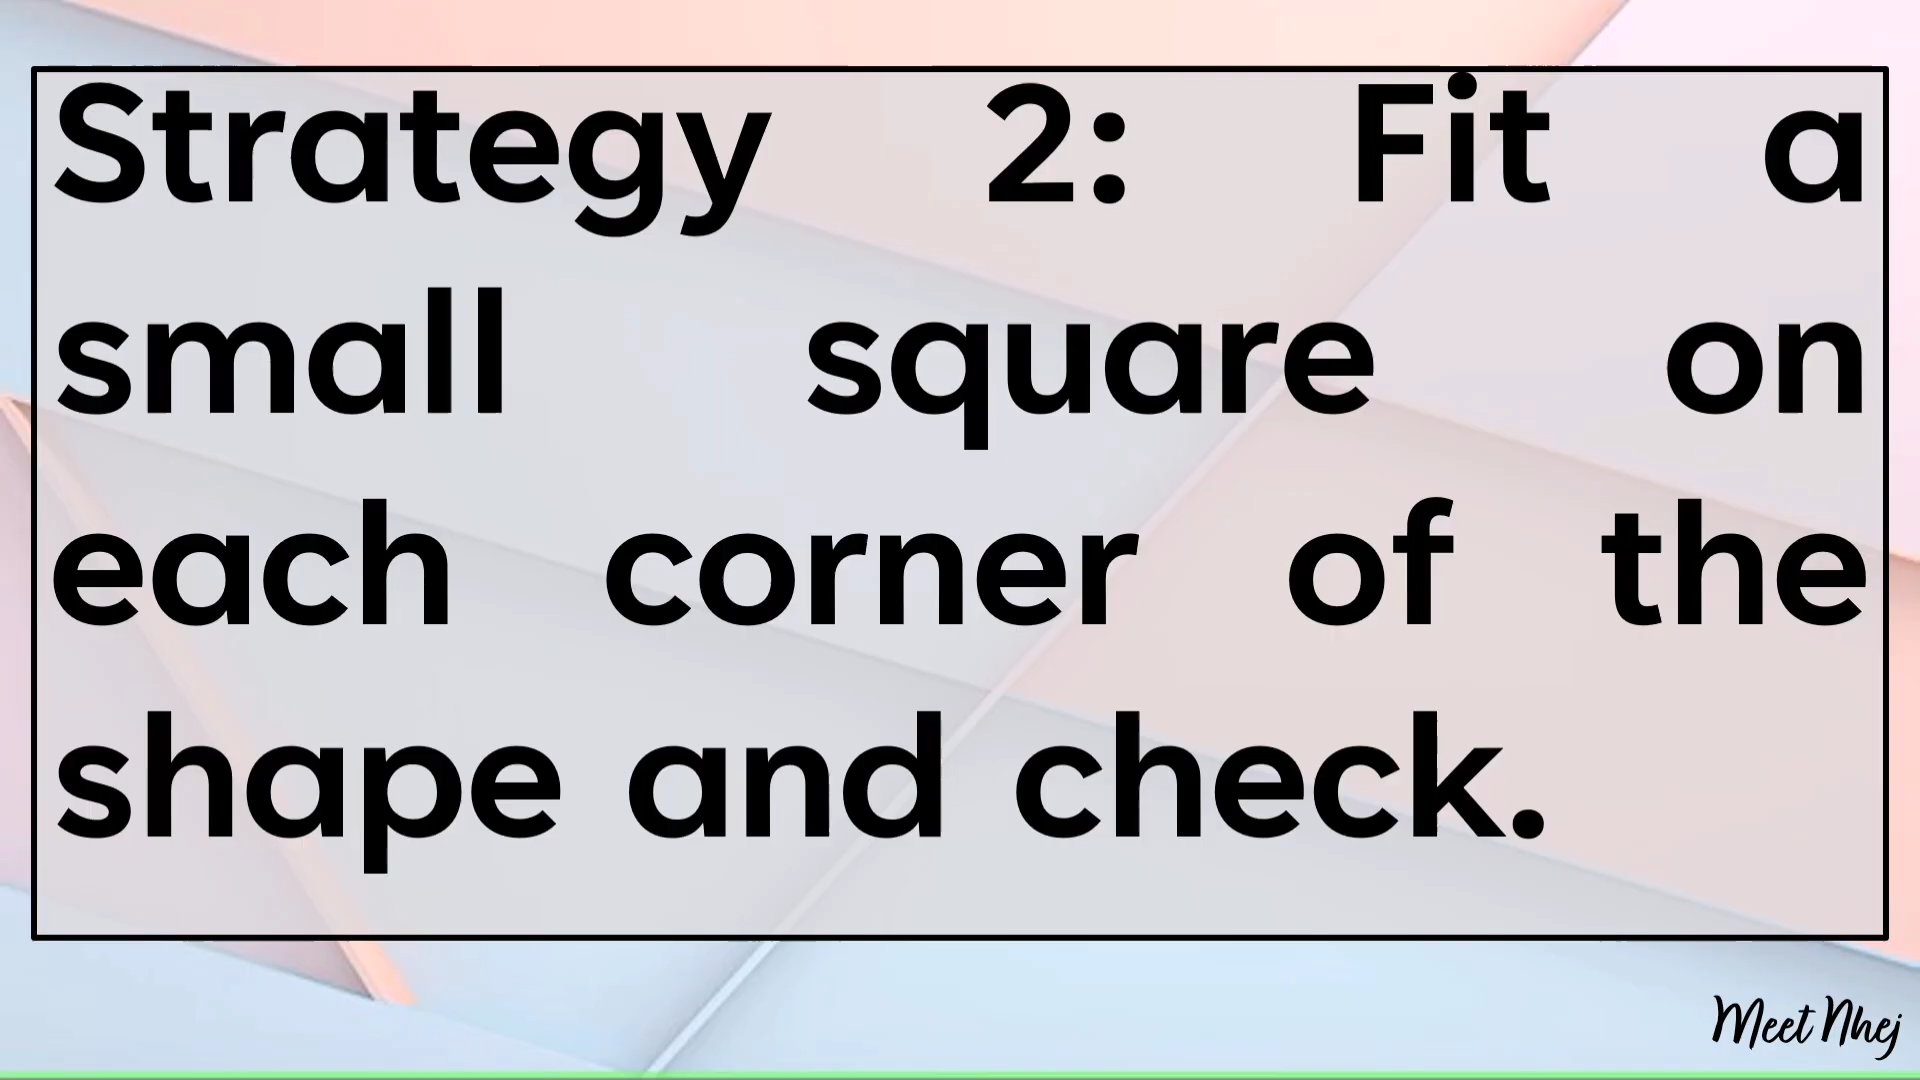 Strategy 2: Fit a
small square on
each corner of the
shape and check.
Meet Nhej